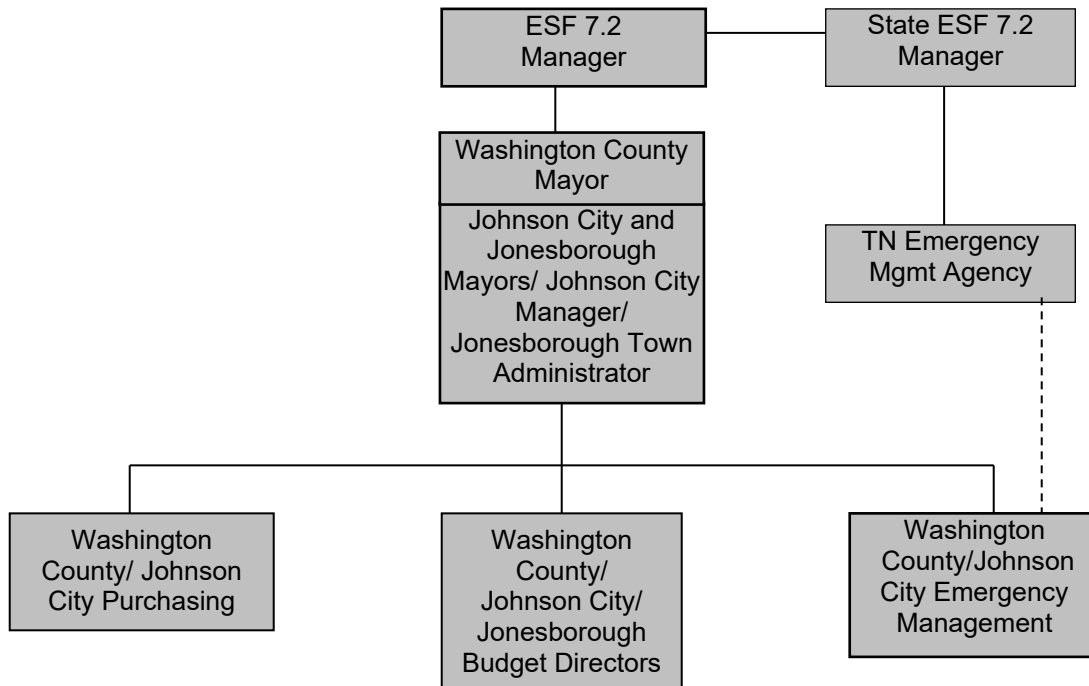 ESF 7.2
Manager
State ESF 7.2
Manager
Washington County
Mayor
Johnson City and
Jonesborough
Mayors/ Johnson City
Manager/
Jonesborough Town
Administrator
TN Emergency
Mgmt Agency
Washington
County/ Johnson
City Purchasing
Washington
County/
Johnson City/
Jonesborough
Budget Directors
Washington
County/Johnson
City Emergency
Management